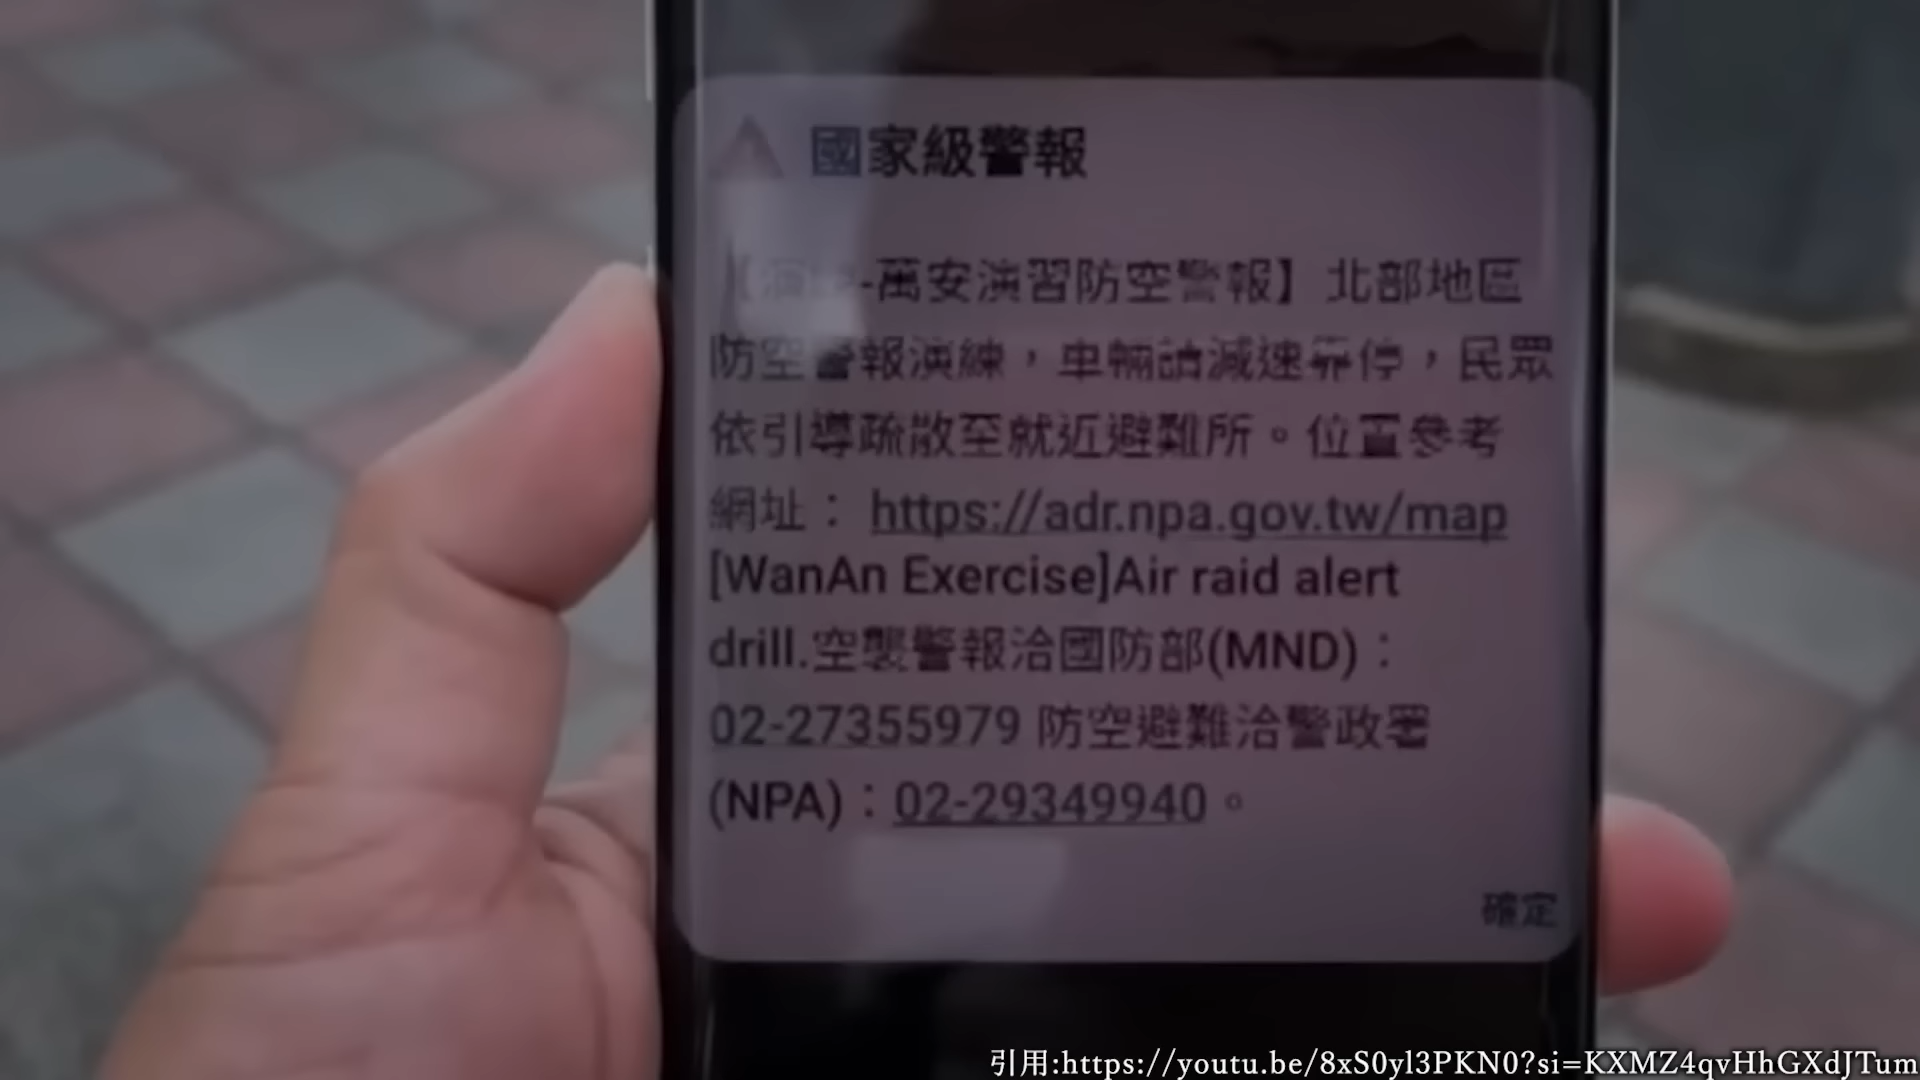 國家級警報
【演練-萬安演習防空警報】北部地區
防空警報演練，車輛請減速靠停，民眾
依引導疏散至就近避難所。位置參考
網址： https://adr.npa.gov.tw/map
[WanAn Exercise]Air raid alert
drill.空襲警報洽國防部(MND)：
02-27355979 防空避難洽警政署
(NPA)：02-29349940。
確定
引用:https://youtu.be/8xS0yl3PKN0?si=KXMZ4qvHhGXdJTum